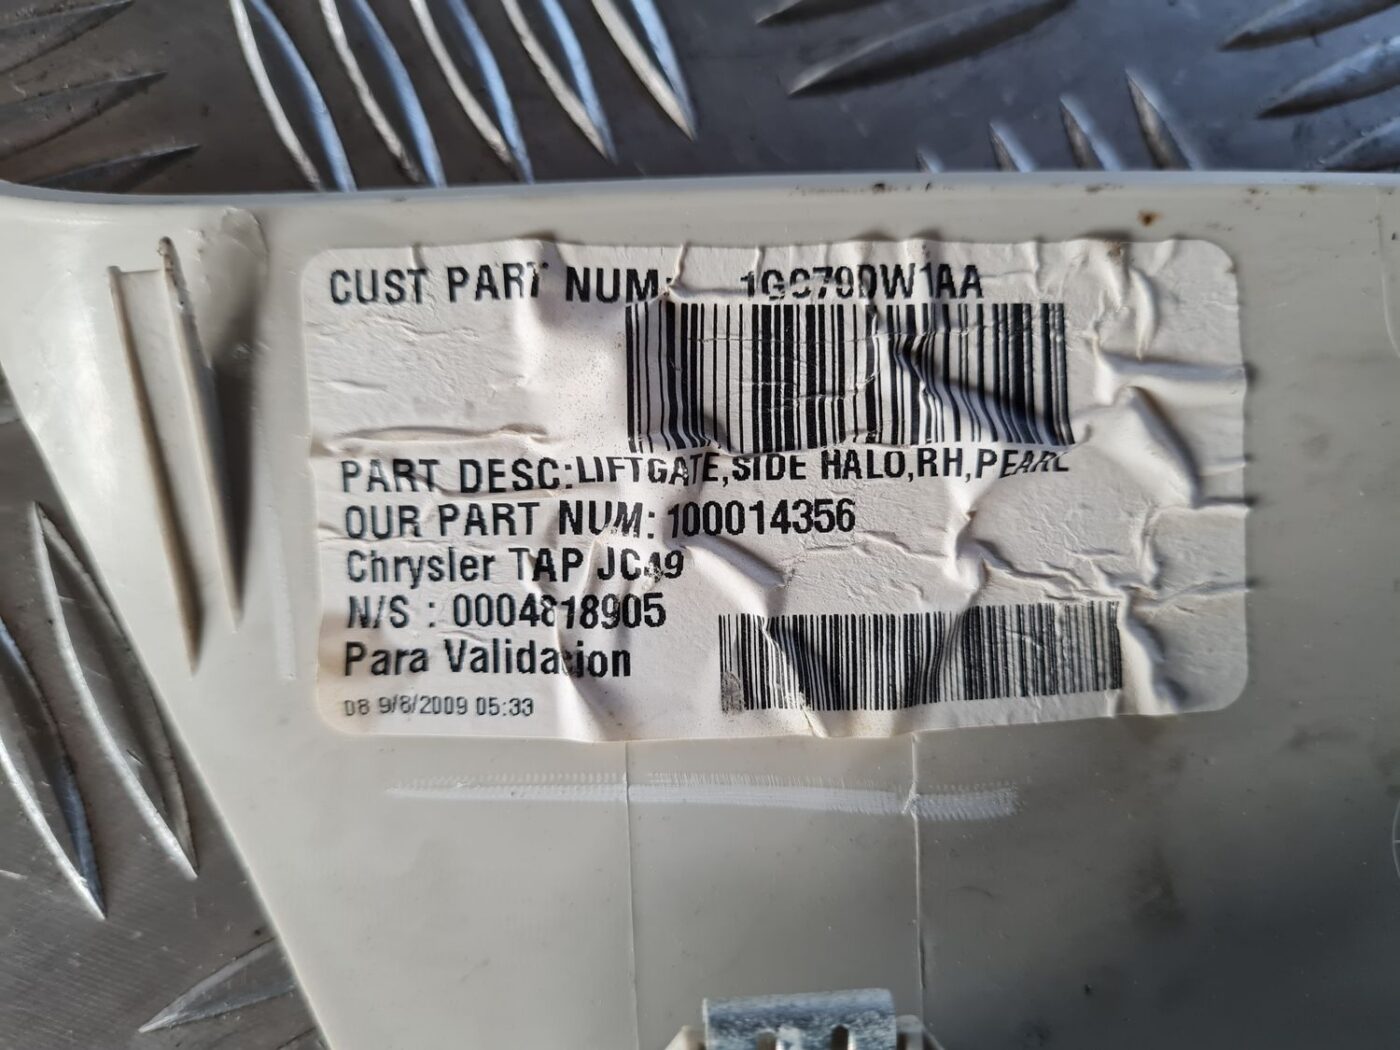 CUST PART NUM: 1GC79DW1AA
PART DESC:LIFTGATE,SIDE HALO,RH,PEARL
OUR PART NUM: 100014356
Chrysler TAP JC49
N/S : 0004818905
Para Validacion
08 9/8/2009 05:33